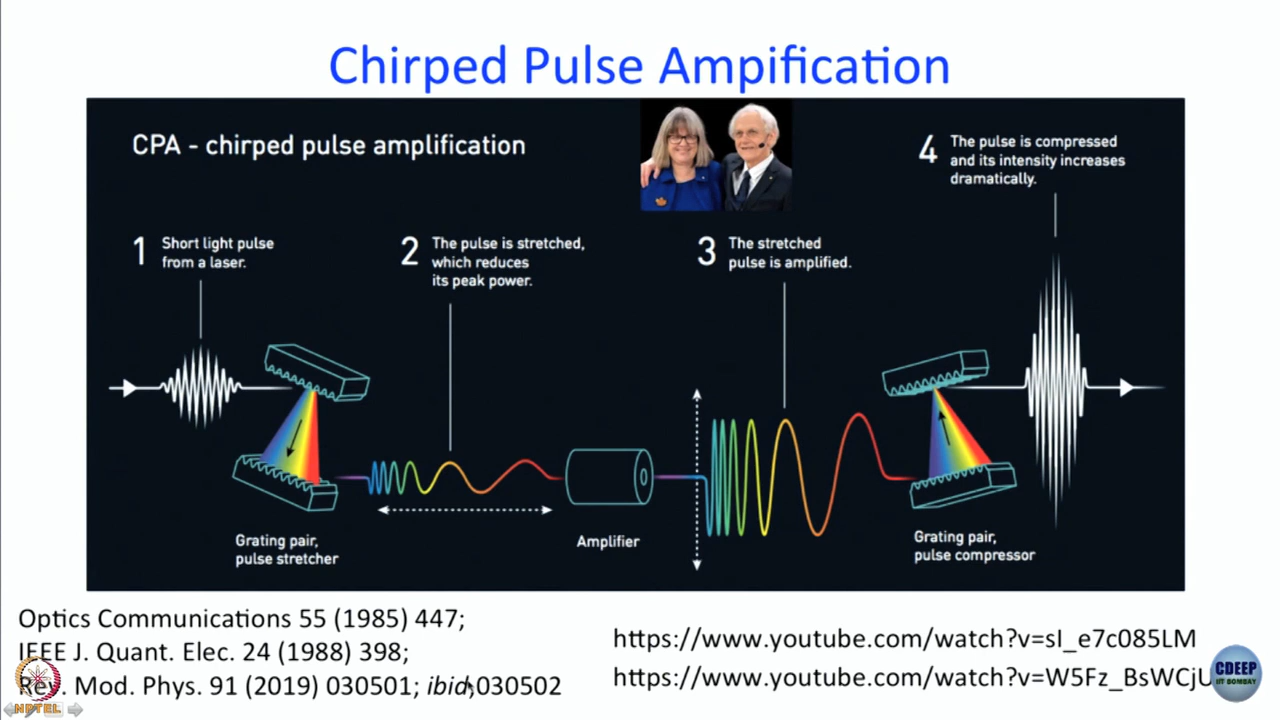 Chirped Pulse Ampification
CPA - chirped pulse amplification
1 Short light pulse
from a laser.
2 The pulse is stretched,
which reduces
its peak power.
3 The stretched
pulse is amplified.
4 The pulse is compressed
and its intensity increases
dramatically.
Grating pair,
pulse stretcher
Amplifier
Grating pair,
pulse compressor
Optics Communications 55 (1985) 447;
IEEE J. Quant. Elec. 24 (1988) 398;
Rev. Mod. Phys. 91 (2019) 030501; ibid,030502
https://www.youtube.com/watch?v=sI_e7c085LM
https://www.youtube.com/watch?v=W5Fz_BsWCjU
NPTEL
CDEEP
IIT BOMBAY